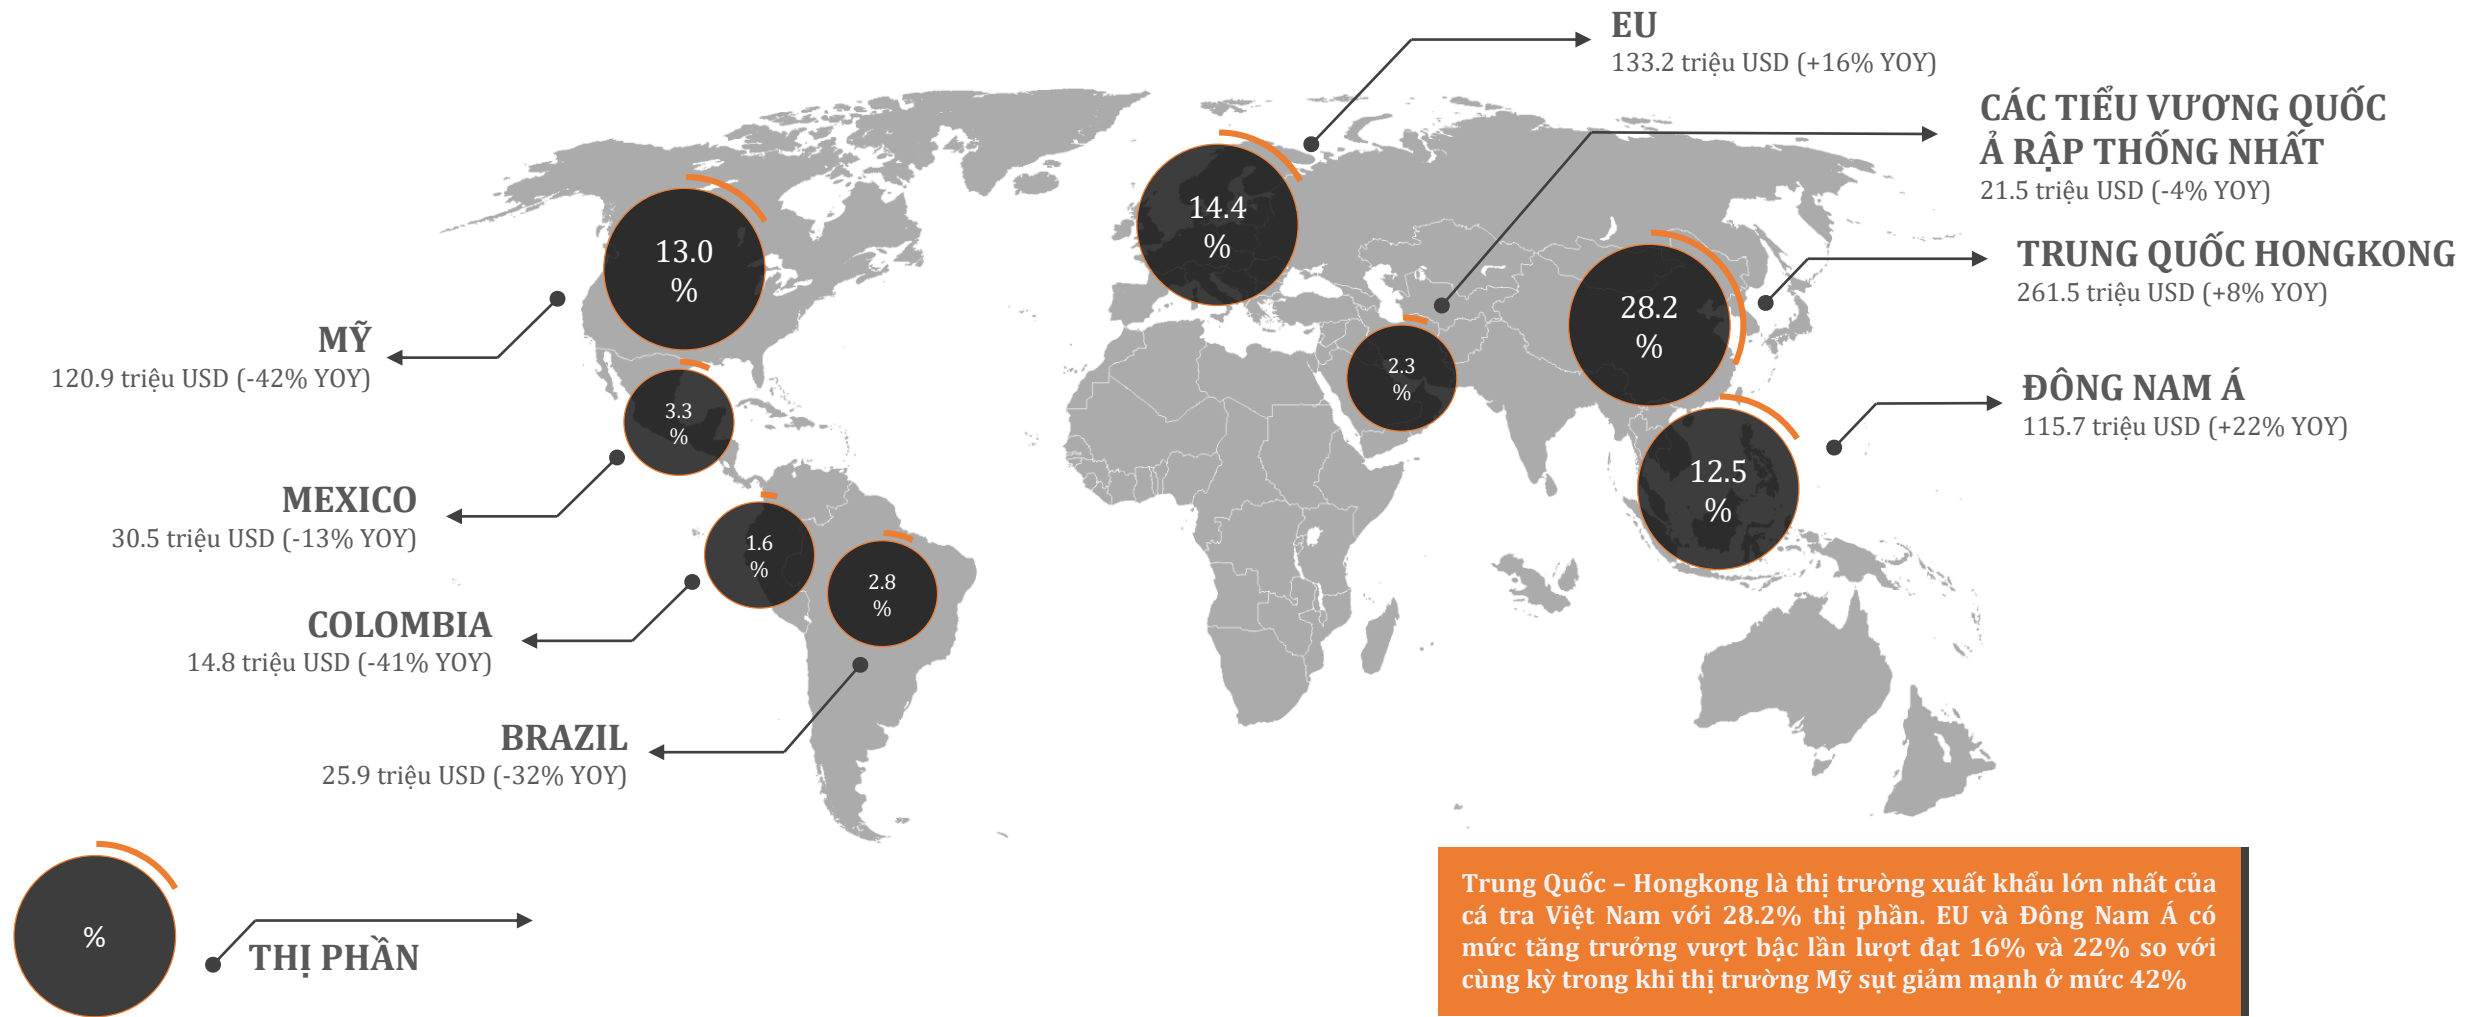 EU
133.2 triệu USD (+16% YOY)
CÁC TIỂU VƯƠNG QUỐC
Ả RẬP THỐNG NHẤT
21.5 triệu USD (-4% YOY)
14.4
%
13.0
%
TRUNG QUỐC HONGKONG
261.5 triệu USD (+8% YOY)
28.2
%
MỸ
120.9 triệu USD (-42% YOY)
2.3
%
ĐÔNG NAM Á
115.7 triệu USD (+22% YOY)
3.3
%
12.5
%
MEXICO
30.5 triệu USD (-13% YOY)
1.6
%
2.8
%
COLOMBIA
14.8 triệu USD (-41% YOY)
BRAZIL
25.9 triệu USD (-32% YOY)
%
THỊ PHẦN
Trung Quốc – Hongkong là thị trường xuất khẩu lớn nhất của
cá tra Việt Nam với 28.2% thị phần. EU và Đông Nam Á có
mức tăng trưởng vượt bậc lần lượt đạt 16% và 22% so với
cùng kỳ trong khi thị trường Mỹ sụt giảm mạnh ở mức 42%